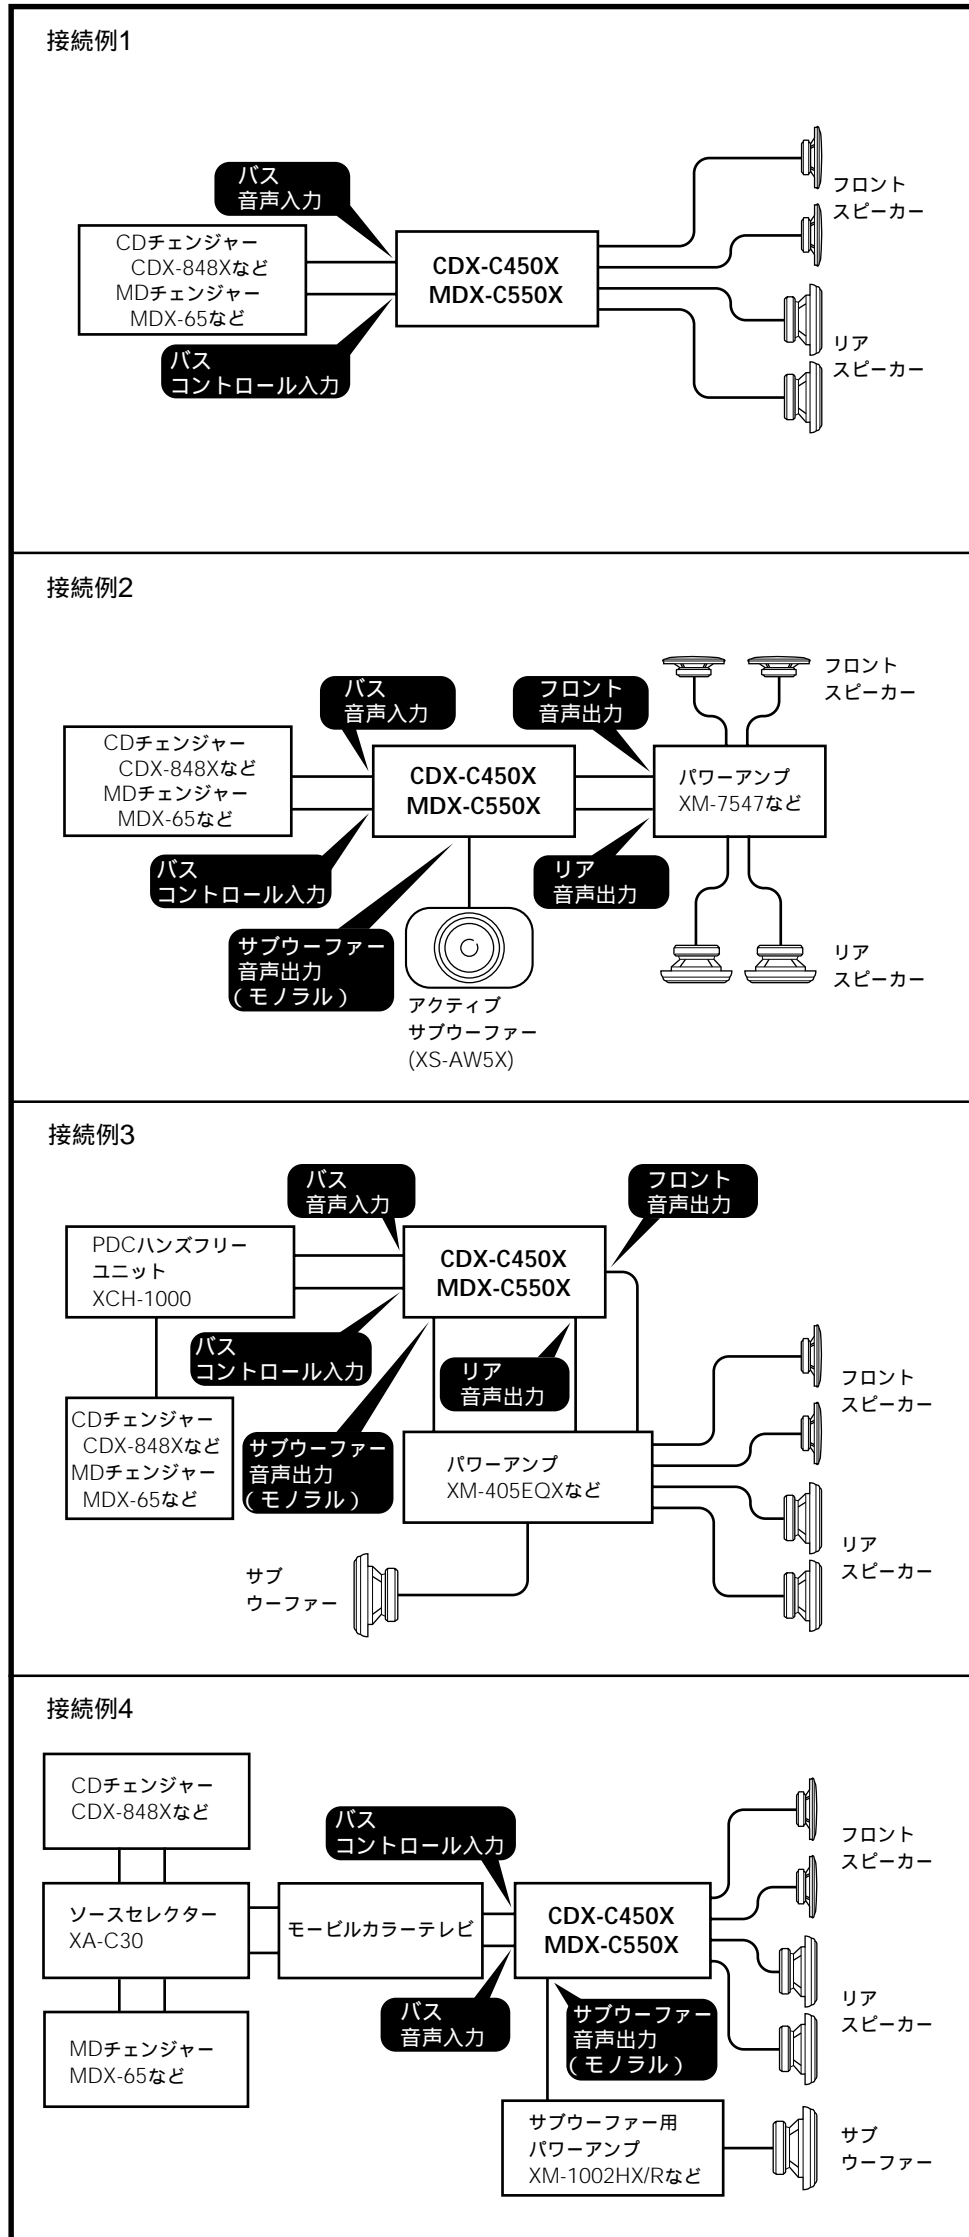 接続例1
バス
音声入力
CDチェンジャー
CDX-848Xなど
MDチェンジャー
MDX-65など
バス
コントロール入力
CDX-C450X
MDX-C550X
フロント
スピーカー
リア
スピーカー
接続例2
バス
音声入力
フロント
音声出力
フロント
スピーカー
CDチェンジャー
CDX-848Xなど
MDチェンジャー
MDX-65など
CDX-C450X
MDX-C550X
パワーアンプ
XM-7547など
バス
コントロール入力
リア
音声出力
サブウーファー
音声出力
(モノラル)
アクティブ
サブウーファー
(XS-AW5X)
リア
スピーカー
接続例3
バス
音声入力
フロント
音声出力
PDCハンズフリー
ユニット
XCH-1000
CDX-C450X
MDX-C550X
バス
コントロール入力
リア
音声出力
CDチェンジャー
CDX-848Xなど
MDチェンジャー
MDX-65など
サブウーファー
音声出力
(モノラル)
パワーアンプ
XM-405EQXなど
フロント
スピーカー
リア
スピーカー
サブ
ウーファー
接続例4
CDチェンジャー
CDX-848Xなど
バス
コントロール入力
ソースセレクター
XA-C30
モービルカラーテレビ
CDX-C450X
MDX-C550X
フロント
スピーカー
バス
音声入力
サブウーファー
音声出力
(モノラル)
リア
スピーカー
MDチェンジャー
MDX-65など
サブウーファー用
パワーアンプ
XM-1002HX/Rなど
サブ
ウーファー